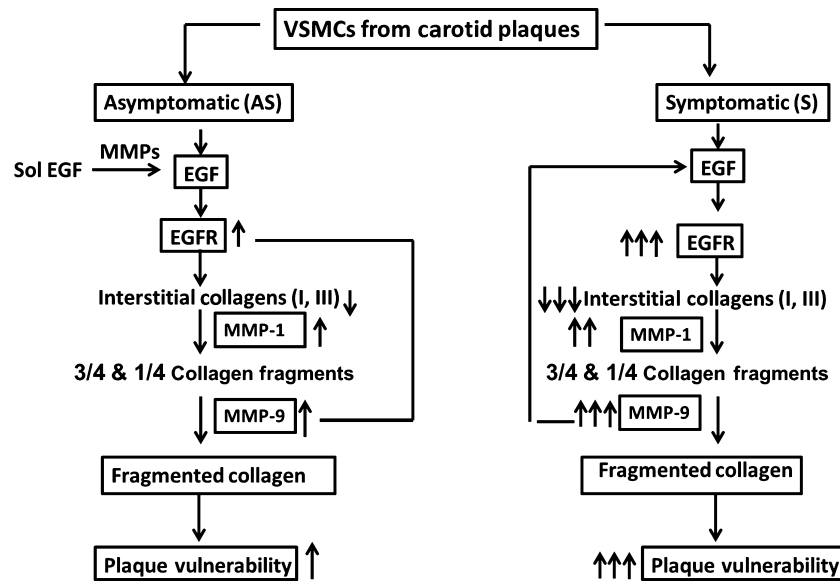 VSMCs from carotid plaques
Asymptomatic (AS)
MMPs
Sol EGF
EGF
EGFR
Interstitial collagens (I, III)
MMP-1
3/4 & 1/4 Collagen fragments
MMP-9
Fragmented collagen
Plaque vulnerability
Symptomatic (S)
EGF
EGFR
Interstitial collagens (I, III)
MMP-1
3/4 & 1/4 Collagen fragments
MMP-9
Fragmented collagen
Plaque vulnerability